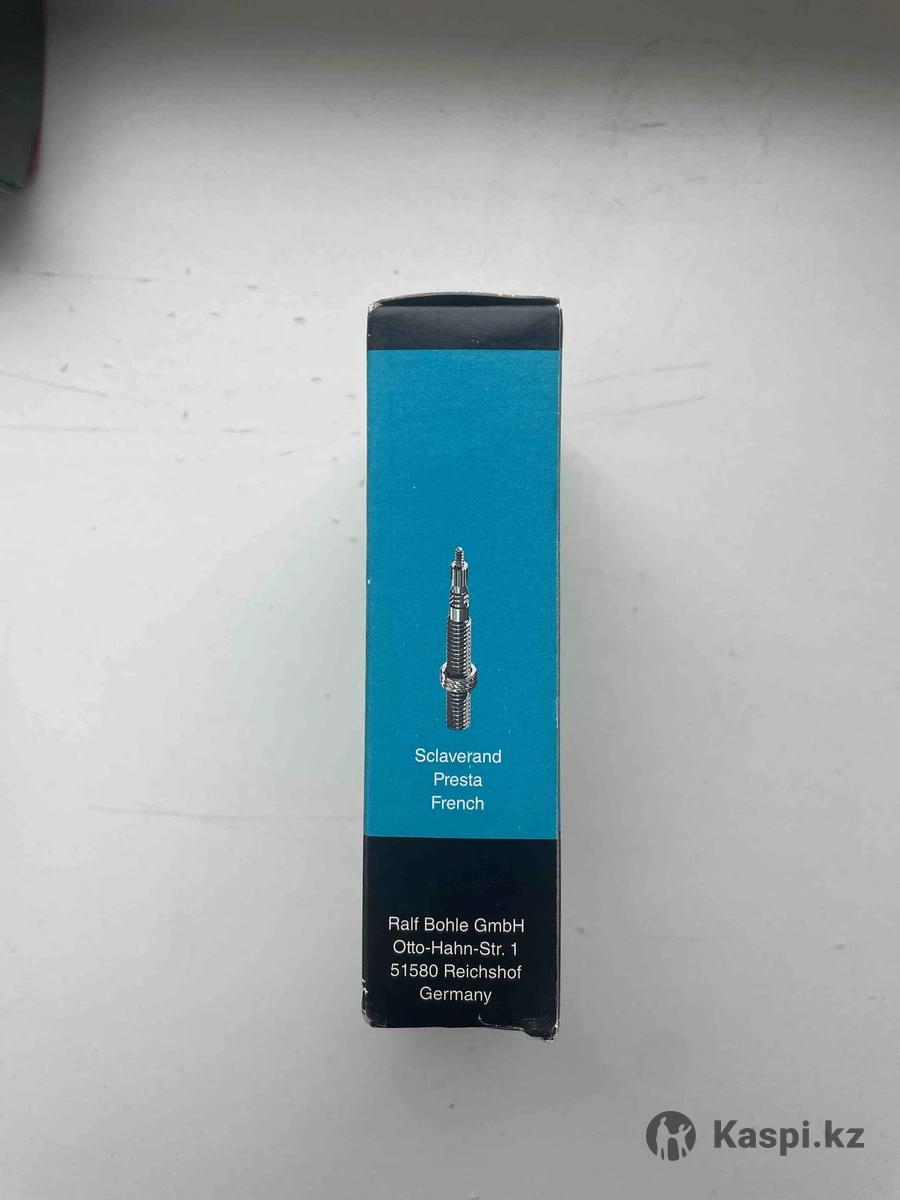 Sclaverand
Presta
French
Ralf Bohle GmbH
Otto-Hahn-Str. 1
51580 Reichshof
Germany
Kaspi.kz